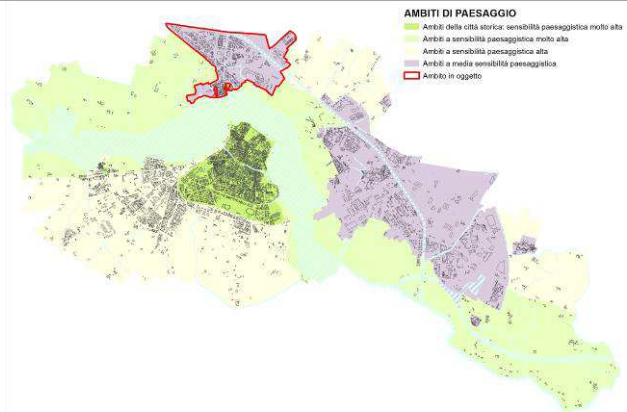 AMBITI DI PAESAGGIO
Ambiti della città storica: sensibilità paesaggistica molto alta
Ambiti a sensibilità paesaggistica molto alta
Ambiti a sensibilità paesaggistica alta
Ambiti a media sensibilità paesaggistica
Ambito in oggetto